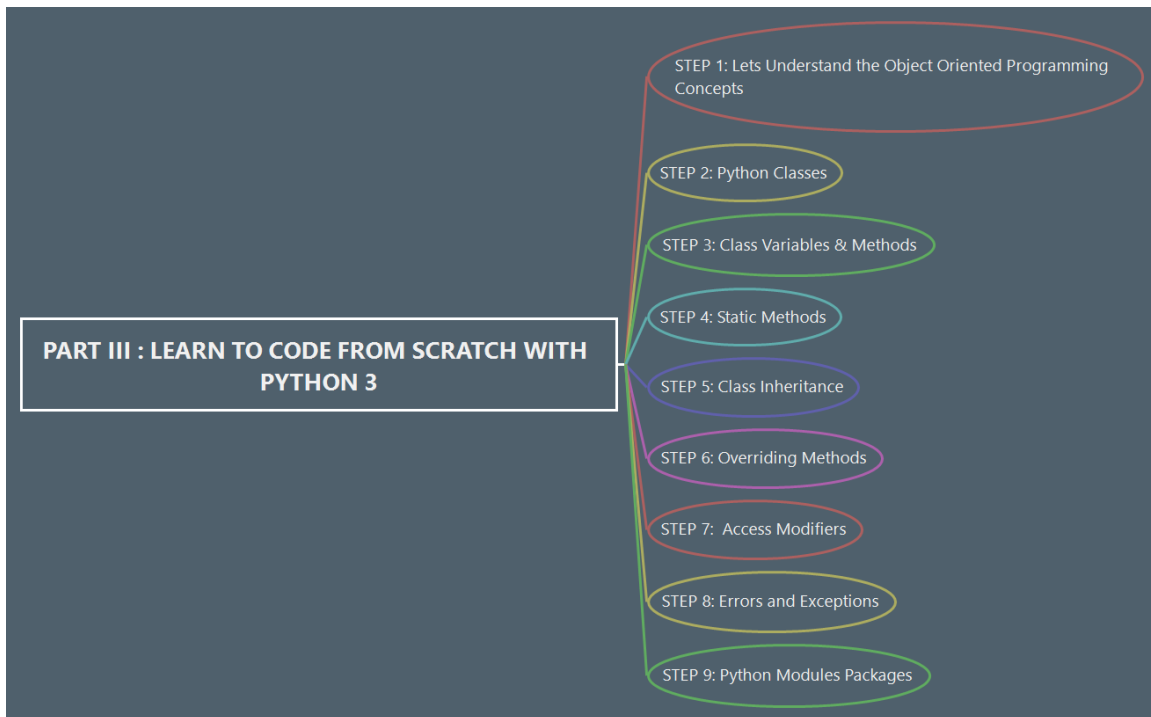 STEP 1: Lets Understand the Object Oriented Programming
Concepts
STEP 2: Python Classes
STEP 3: Class Variables & Methods
STEP 4: Static Methods
PART III : LEARN TO CODE FROM SCRATCH WITH
PYTHON 3
STEP 5: Class Inheritance
STEP 6: Overriding Methods
STEP 7:  Access Modifiers
STEP 8: Errors and Exceptions
STEP 9: Python Modules Packages